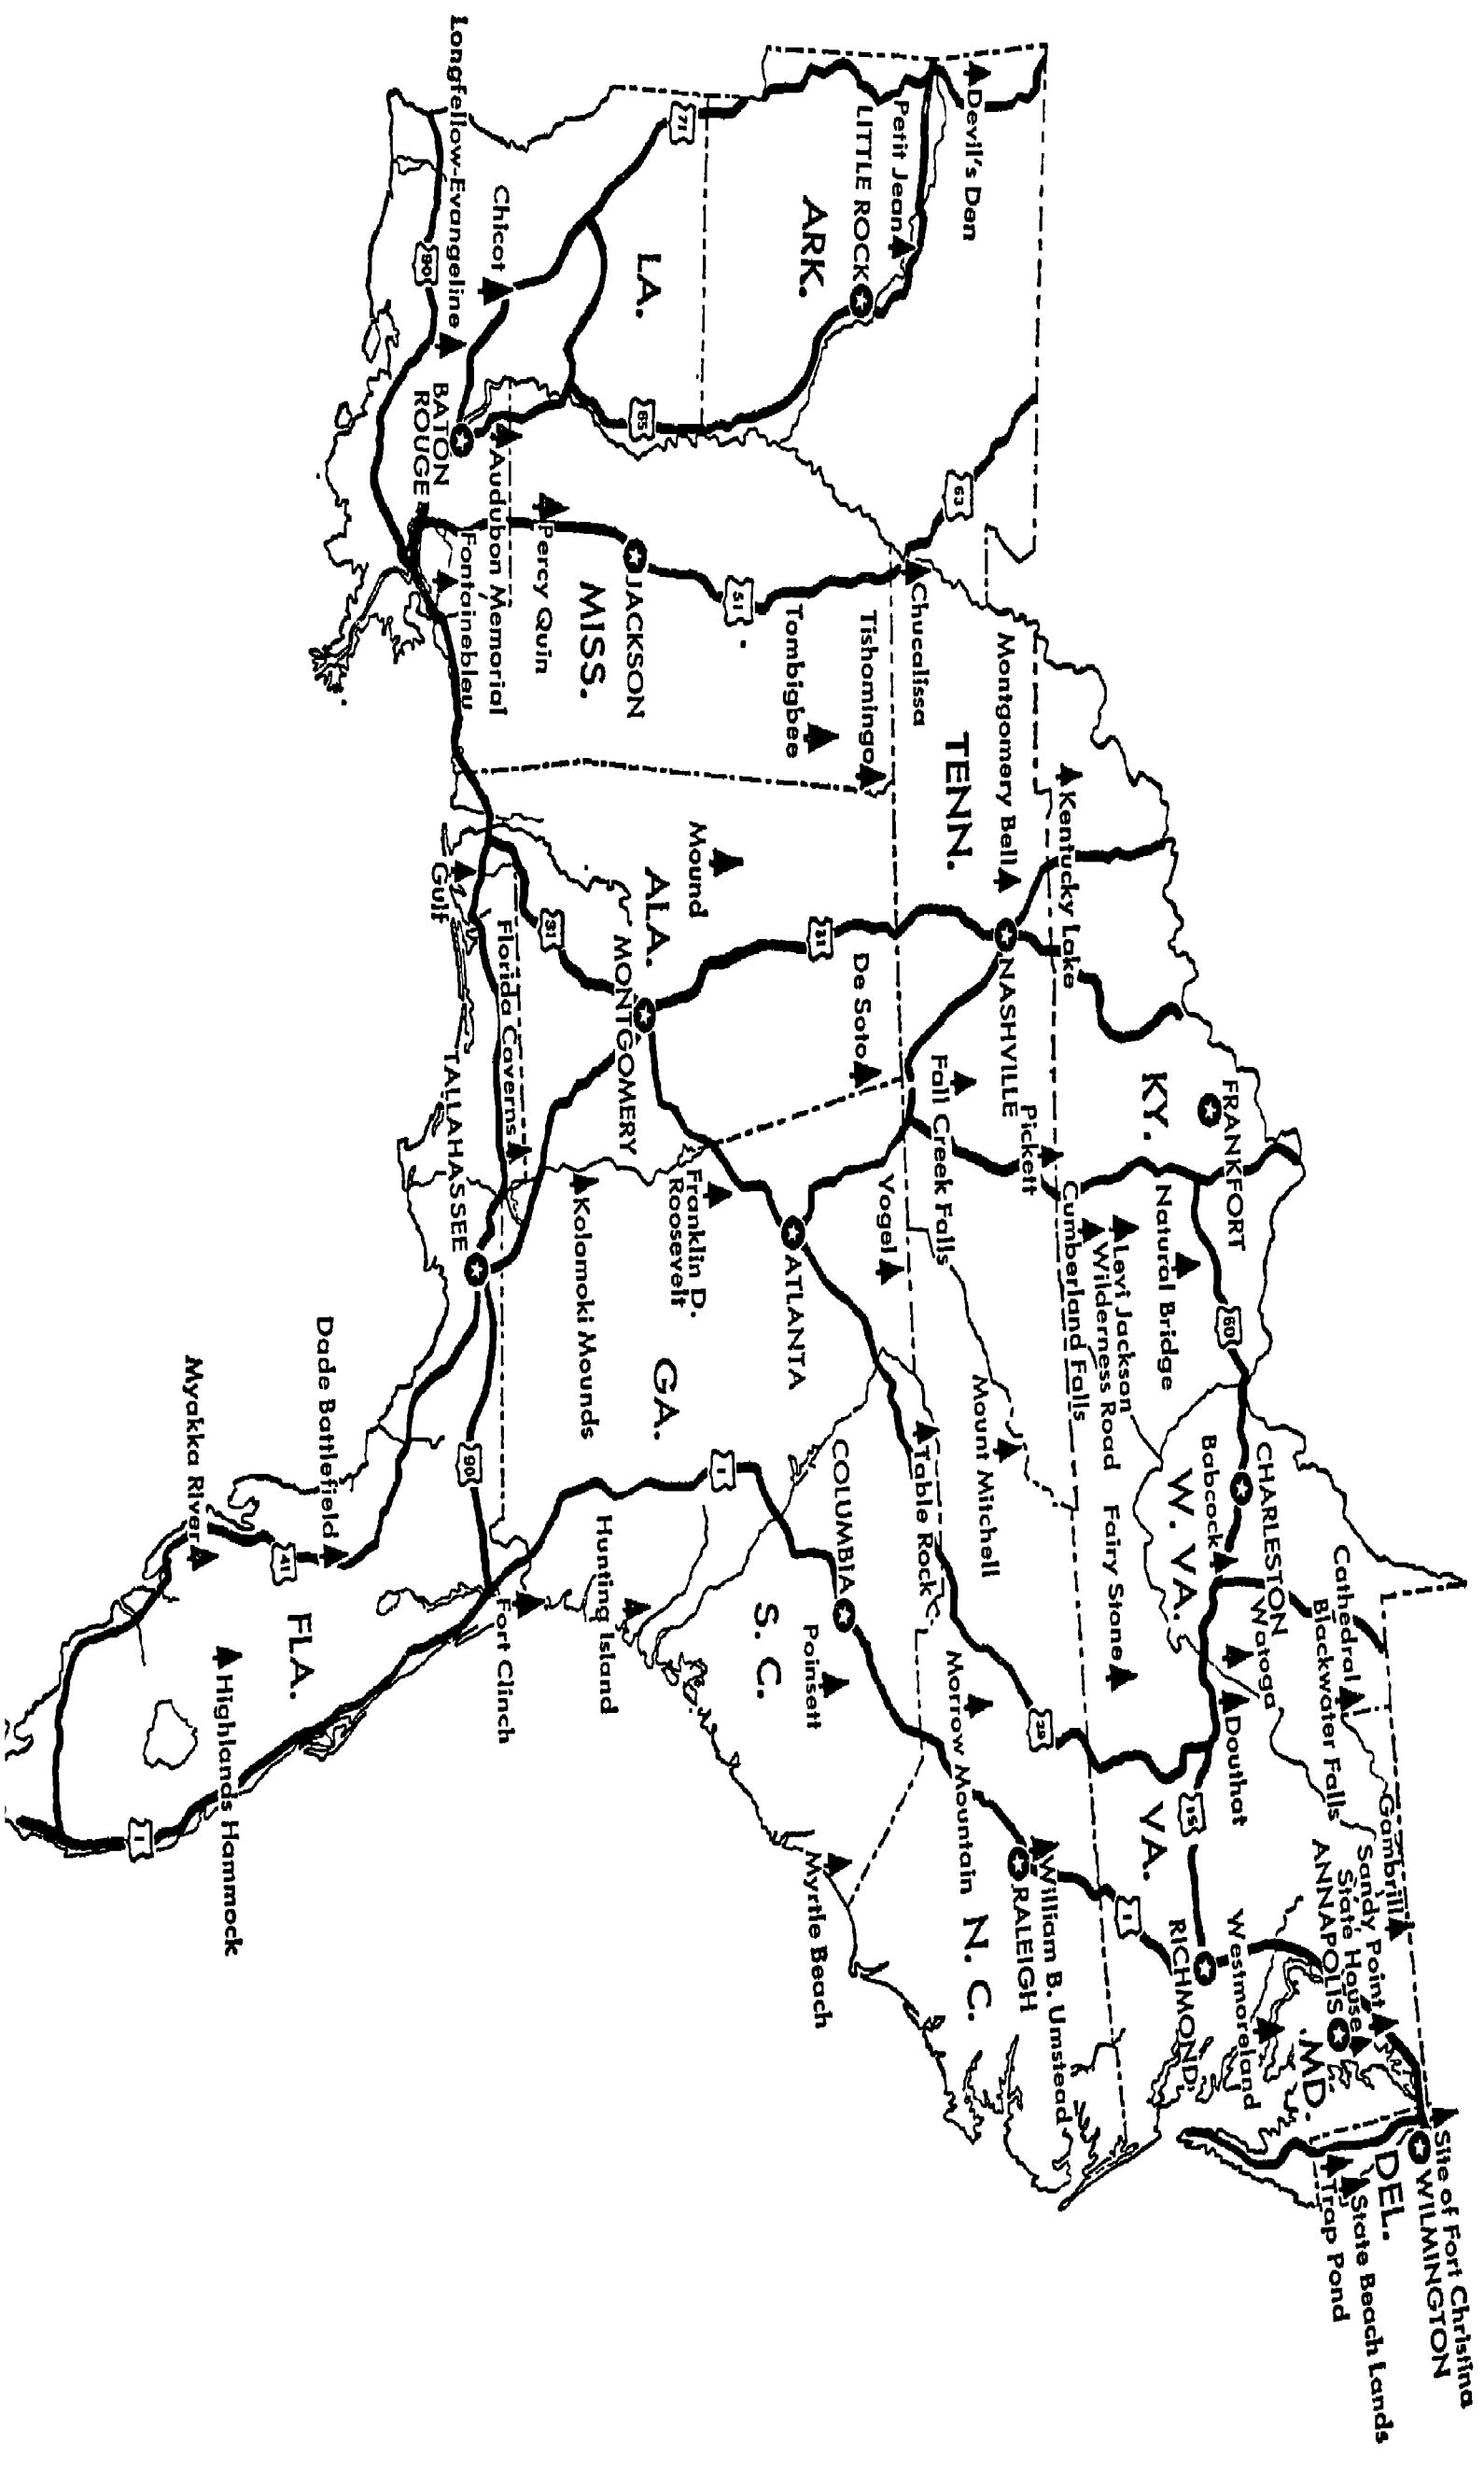 Site of Fort Christina
WILMINGTON
DEL.
State Beach Lands
Trap Pond
Gambrill
Sandy Point
State House
ANNAPOLIS
MD.
Cathedral
Blackwater Falls
CHARLESTON
Babcock
W. VA.
Watoga
Douthat
Westmoreland
RICHMOND
VA.
15
Fairy Stone
FRANKFORT
KY.
60
Natural Bridge
Levi Jackson
Wilderness Road
Cumberland Falls
Kentucky Lake
Pickett
Montgomery Bell
NASHVILLE
TENN.
Fall Creek Falls
Chucalissa
Mount Mitchell
29
Morrow Mountain
N. C.
William B. Umstead
RALEIGH
1
Devil's Den
Petit Jean
LITTLE ROCK
ARK.
63
Tishomingo
Tombigbee
51
JACKSON
MISS.
Percy Quin
De Soto
31
Mound
ALA.
MONTGOMERY
31
Vogel
ATLANTA
Franklin D.
Roosevelt
GA.
Kolomoki Mounds
Table Rock
COLUMBIA
S. C.
Poinsett
Myrtle Beach
1
Hunting Island
71
LA.
65
Chicot
Longfellow-Evangeline
90
BATON
ROUGE
Audubon Memorial
Fontainebleau
Gulf
Florida Caverns
TALLAHASSEE
90
Fort Clinch
Dade Battlefield
41
FLA.
Myakka River
Highlands Hammock
1